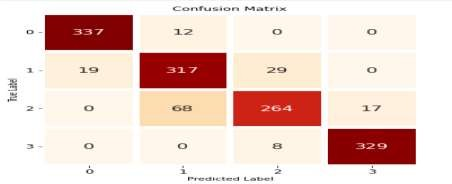 Confusion Matrix
0 337 12 0 0
1 19 317 29 0
2 0 68 264 17
3 0 0 8 329
0 1 2 3
True Label
Predicted Label